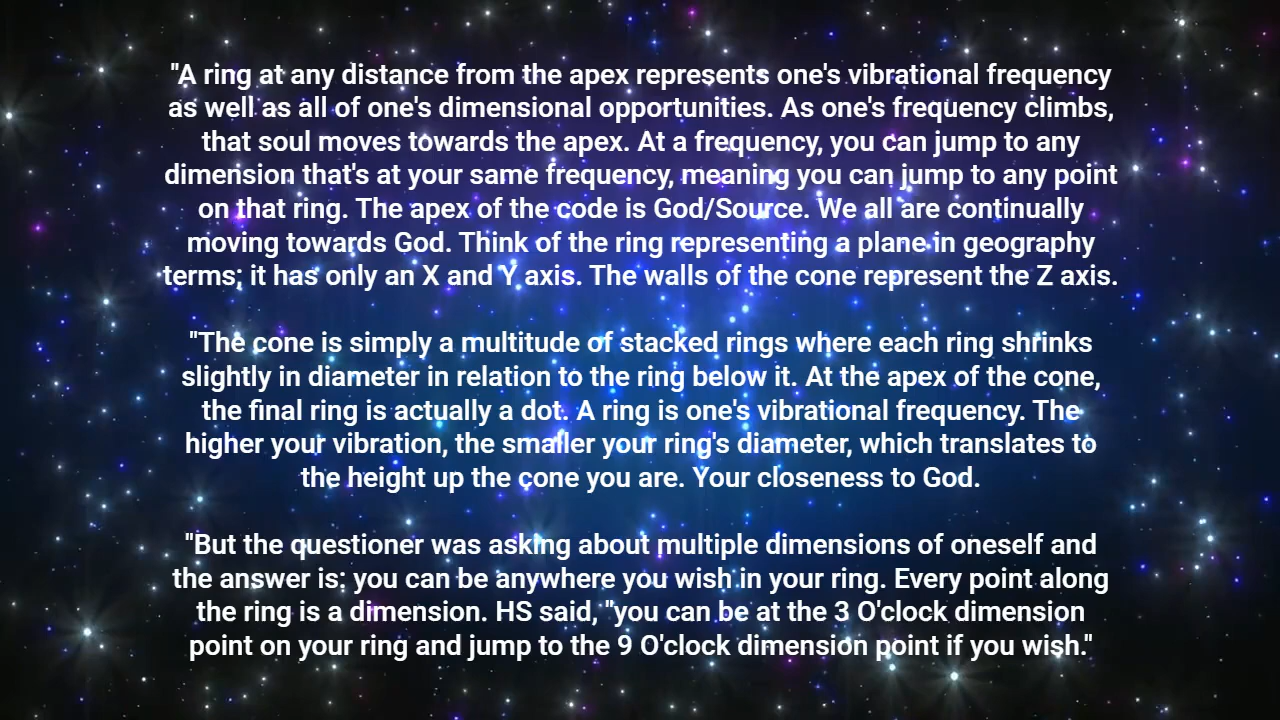 "A ring at any distance from the apex represents one's vibrational frequency
as well as all of one's dimensional opportunities. As one's frequency climbs,
that soul moves towards the apex. At a frequency, you can jump to any
dimension that's at your same frequency, meaning you can jump to any point
on that ring. The apex of the code is God/Source. We all are continually
moving towards God. Think of the ring representing a plane in geography
terms; it has only an X and Y axis. The walls of the cone represent the Z axis.
"The cone is simply a multitude of stacked rings where each ring shrinks
slightly in diameter in relation to the ring below it. At the apex of the cone,
the final ring is actually a dot. A ring is one's vibrational frequency. The
higher your vibration, the smaller your ring's diameter, which translates to
the height up the cone you are. Your closeness to God.
"But the questioner was asking about multiple dimensions of oneself and
the answer is: you can be anywhere you wish in your ring. Every point along
the ring is a dimension. HS said, "you can be at the 3 O'clock dimension
point on your ring and jump to the 9 O'clock dimension point if you wish."